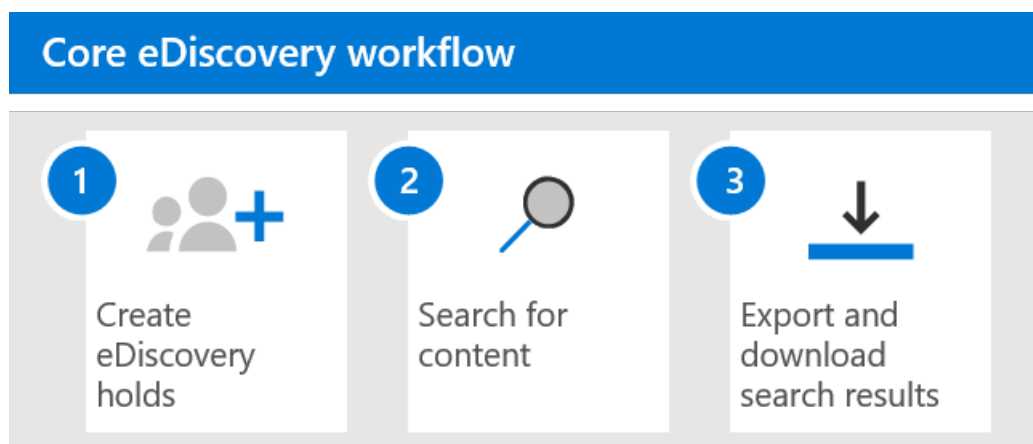 Core eDiscovery workflow
1
Create
eDiscovery
holds
2
Search for
content
3
Export and
download
search results